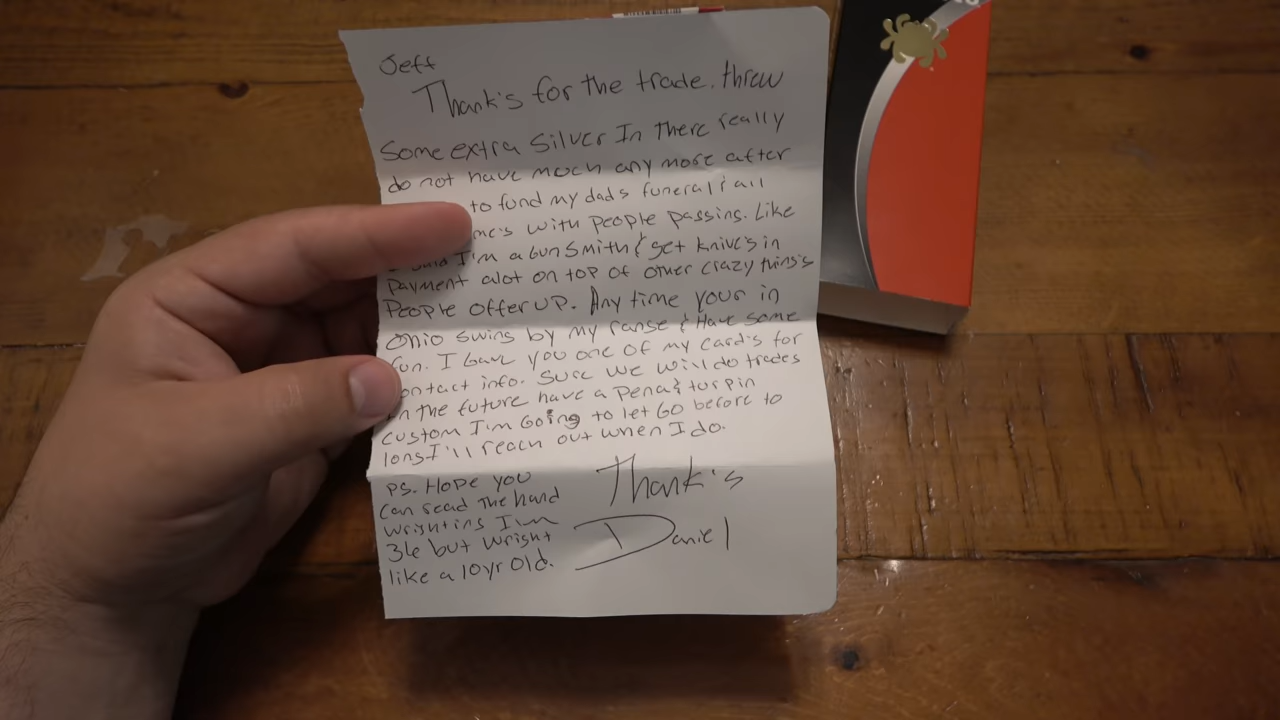 Jeff
Thank's for the trade. threw
Some extra Silver In there really
do not have much any more after
to fund my dad's funeral & all
with people passing. Like
I'm a GunSmith & get knive's in
payment alot on top of other crazy thing's
People offer up. Any time your in
Ohio swing by my range & Have some
fun. I gave you one of my card's for
contact info. Sure we will do trades
in the future have a Pena & turpin
custom I'm Going to let Go before to
long I'll reach out when I do.
Thank's
Daniel
PS. Hope you
can read the hand
wrighting I'm
36 but wright
like a 10yr old.